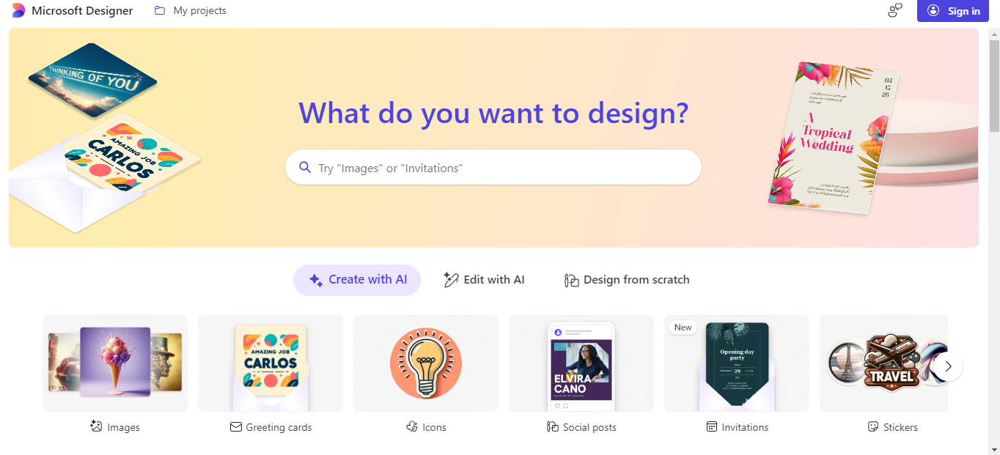 Microsoft Designer
My projects
Sign in
THINKING OF YOU
AMAZING JOB
CARLOS
What do you want to design?
Try "Images" or "Invitations"
05
15
26
A
Tropical
Wedding
Create with AI
Edit with AI
Design from scratch
AMAZING JOB
CARLOS
ELVIRA
CANO
New
Opening day
party
29
TRAVEL
Images
Greeting cards
Icons
Social posts
Invitations
Stickers